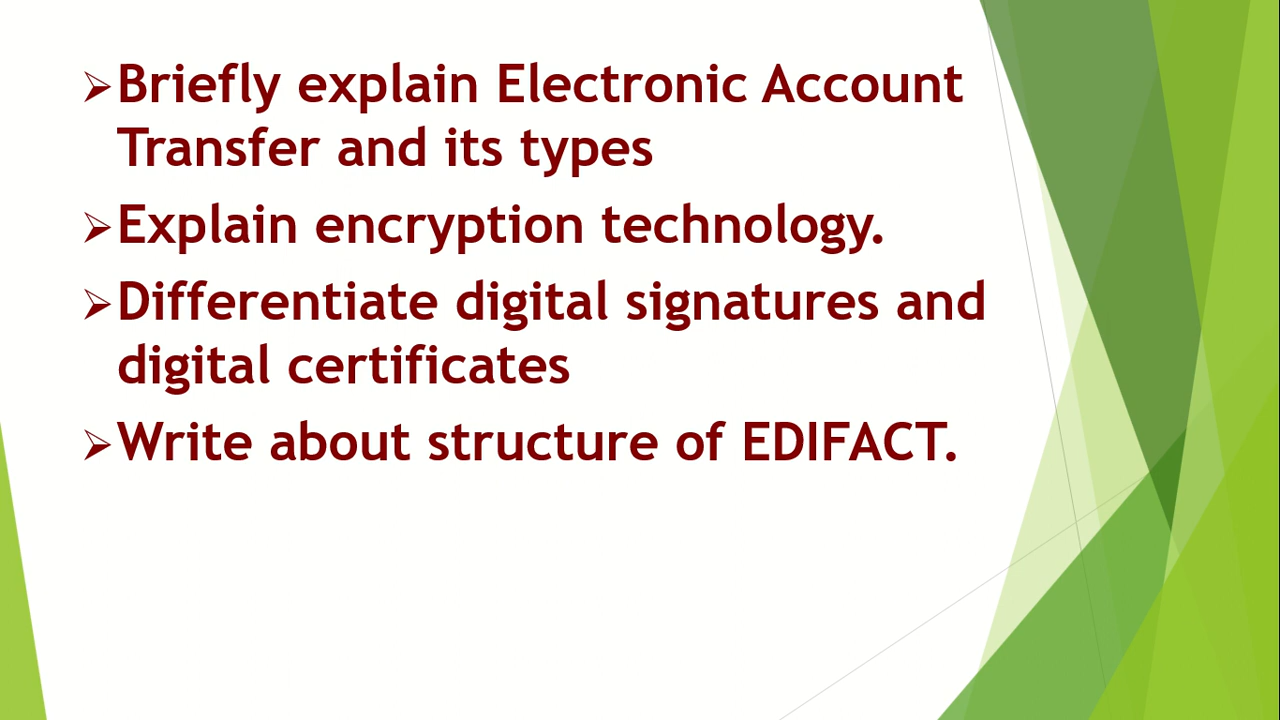 ➢Briefly explain Electronic Account
Transfer and its types
➢Explain encryption technology.
➢Differentiate digital signatures and
digital certificates
➢Write about structure of EDIFACT.